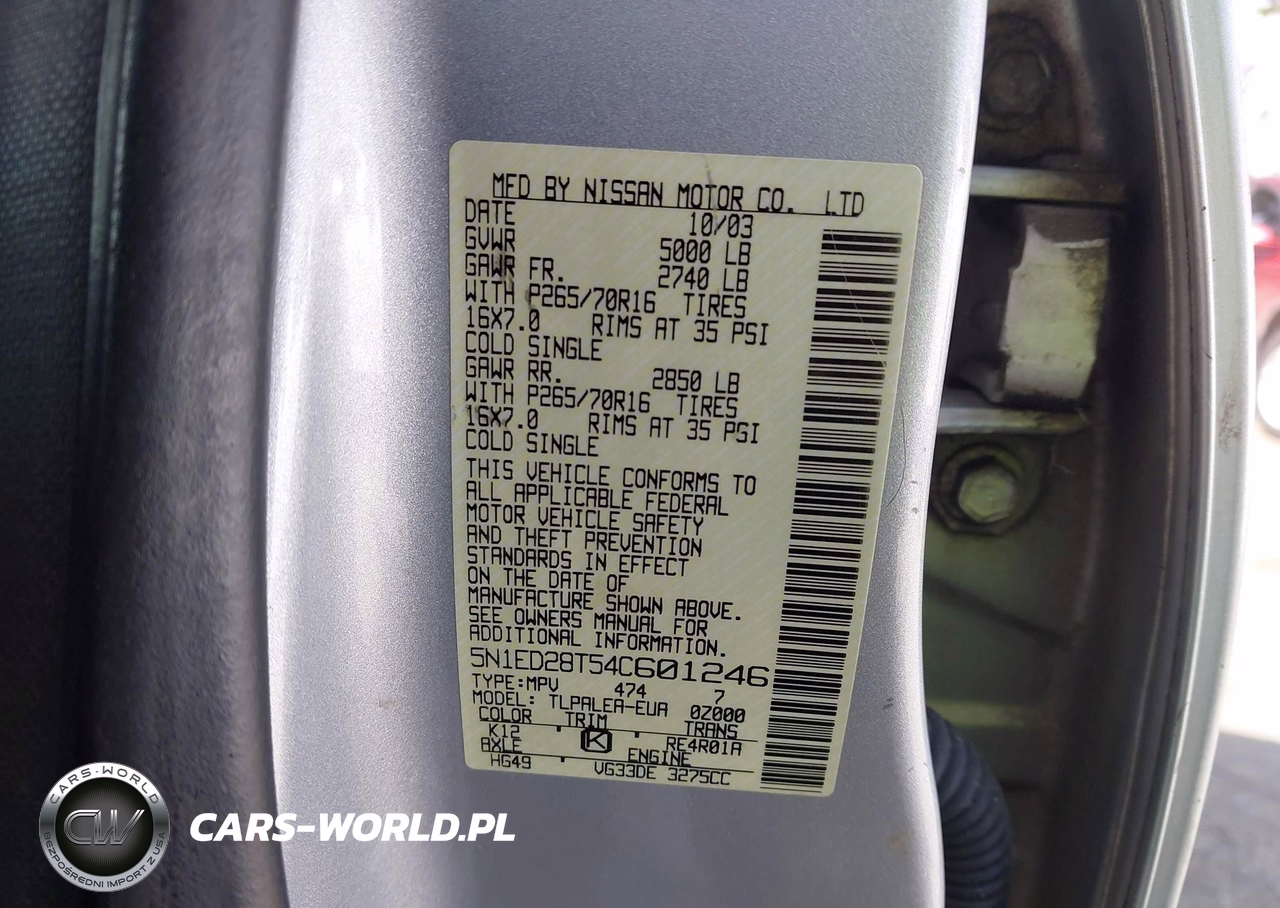 MFD BY NISSAN MOTOR CO. LTD
DATE 10/03
GVWR 5000 LB
GAWR FR. 2740 LB
WITH P265/70R16 TIRES
16X7.0 RIMS AT 35 PSI
COLD SINGLE
GAWR RR. 2850 LB
WITH P265/70R16 TIRES
16X7.0 RIMS AT 35 PSI
COLD SINGLE
THIS VEHICLE CONFORMS TO
ALL APPLICABLE FEDERAL
MOTOR VEHICLE SAFETY
AND THEFT PREVENTION
STANDARDS IN EFFECT
ON THE DATE OF
MANUFACTURE SHOWN ABOVE.
SEE OWNERS MANUAL FOR
ADDITIONAL INFORMATION.
5N1ED28T54C601246
TYPE:MPV 474 7
MODEL: TLPALEA-EUA 0Z000
COLOR TRIM TRANS
K12 K RE4R01A
AXLE ENGINE
HG49 VG33DE 3275CC
CARS-WORLD
CW
BEZPOŚREDNI IMPORT Z USA
CARS-WORLD.PL